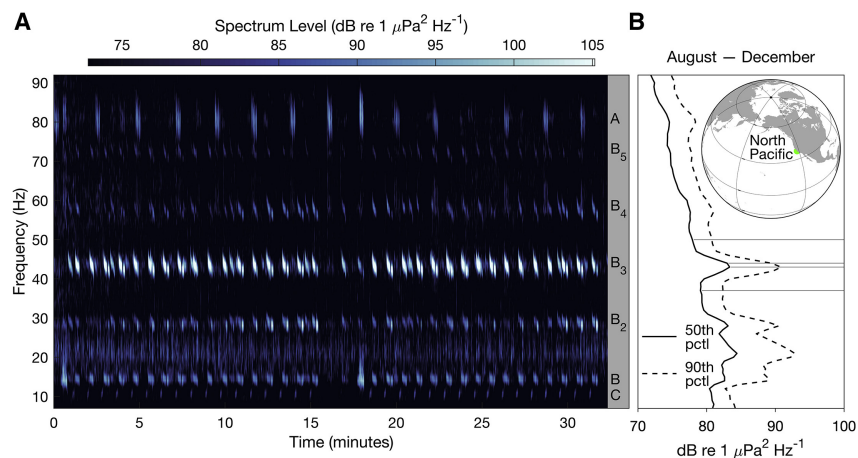 A
Spectrum Level (dB re 1 μPa² Hz⁻¹)
75 80 85 90 95 100 105
90
80
70
60
50
40
30
20
10
Frequency (Hz)
A
B₅
B₄
B₃
B₂
B
C
0 5 10 15 20 25 30
Time (minutes)
B
August — December
North
Pacific
50th
pctl
90th
pctl
70 80 90 100
dB re 1 μPa² Hz⁻¹